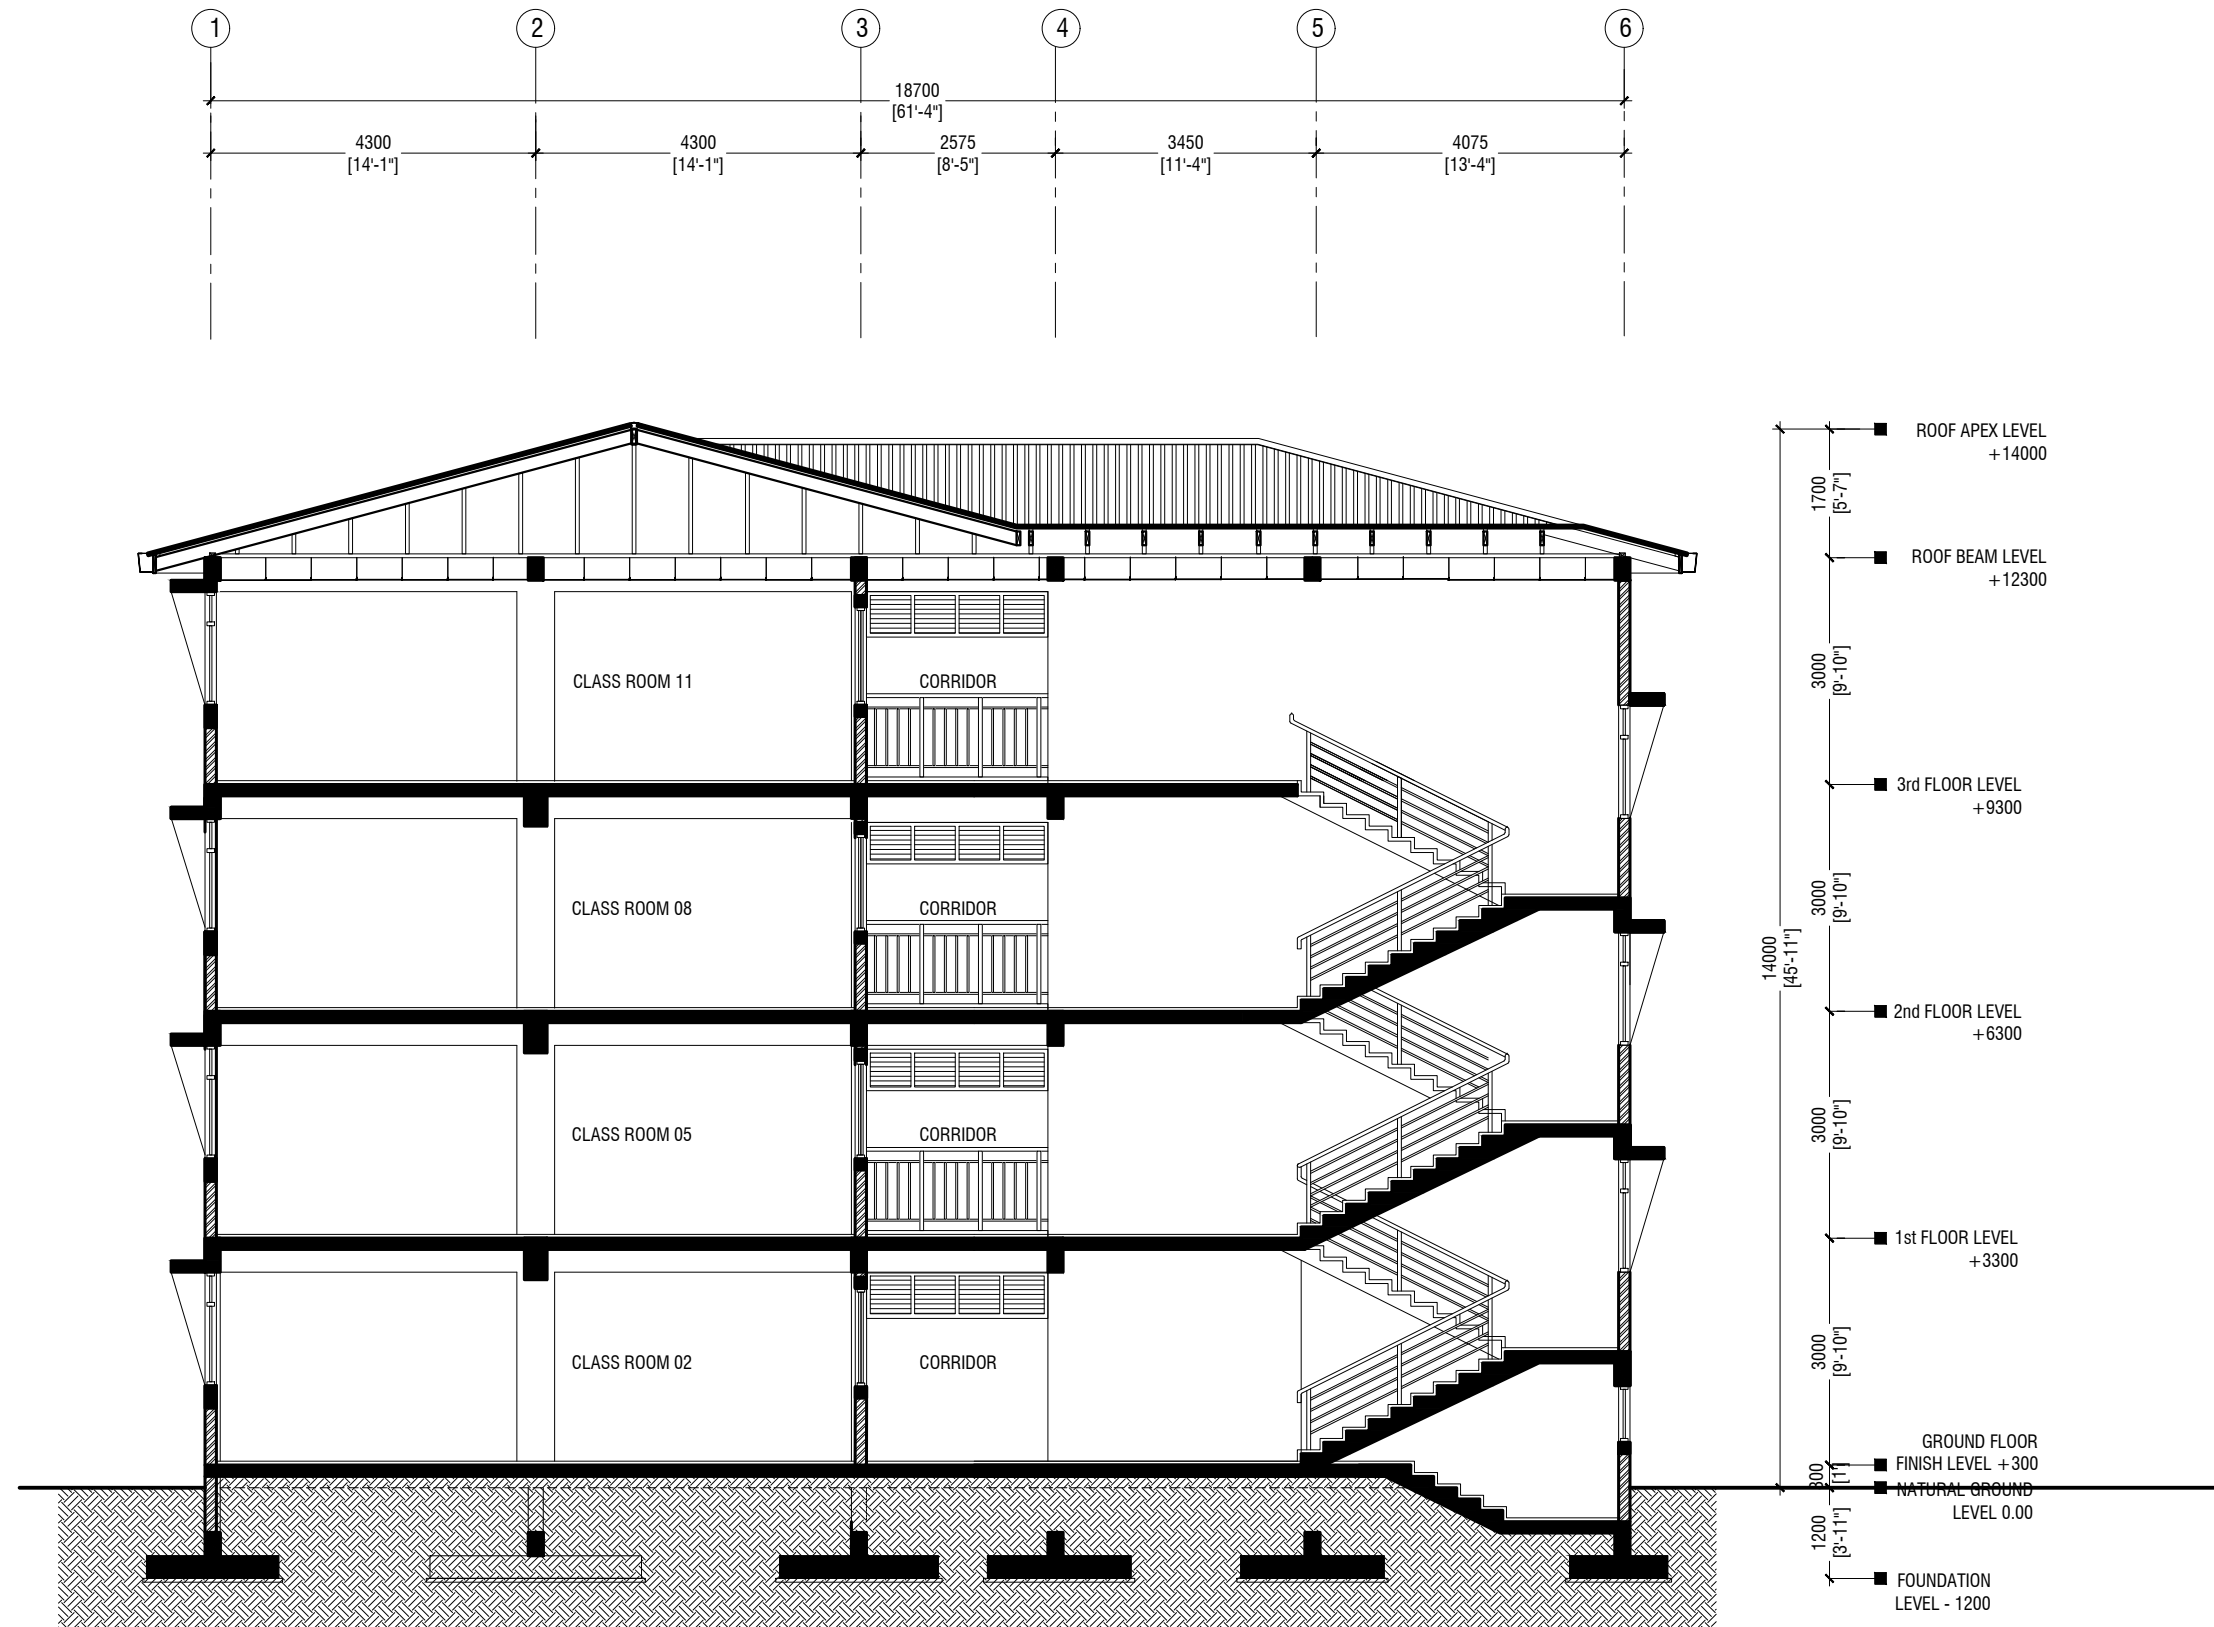 1 2 3 4 5 6
18700
[61'-4"]
4300 4300 2575 3450 4075
[14'-1"] [14'-1"] [8'-5"] [11'-4"] [13'-4"]
ROOF APEX LEVEL
+14000
1700
[5'-7"]
ROOF BEAM LEVEL
+12300
3000
[9'-10"]
CLASS ROOM 11 CORRIDOR
3rd FLOOR LEVEL
+9300
3000
[9'-10"]
CLASS ROOM 08 CORRIDOR
14000
[45'-11"]
2nd FLOOR LEVEL
+6300
3000
[9'-10"]
CLASS ROOM 05 CORRIDOR
1st FLOOR LEVEL
+3300
3000
[9'-10"]
CLASS ROOM 02 CORRIDOR
GROUND FLOOR
FINISH LEVEL +300
300
[1']
NATURAL GROUND
LEVEL 0.00
1200
[3'-11"]
FOUNDATION
LEVEL - 1200